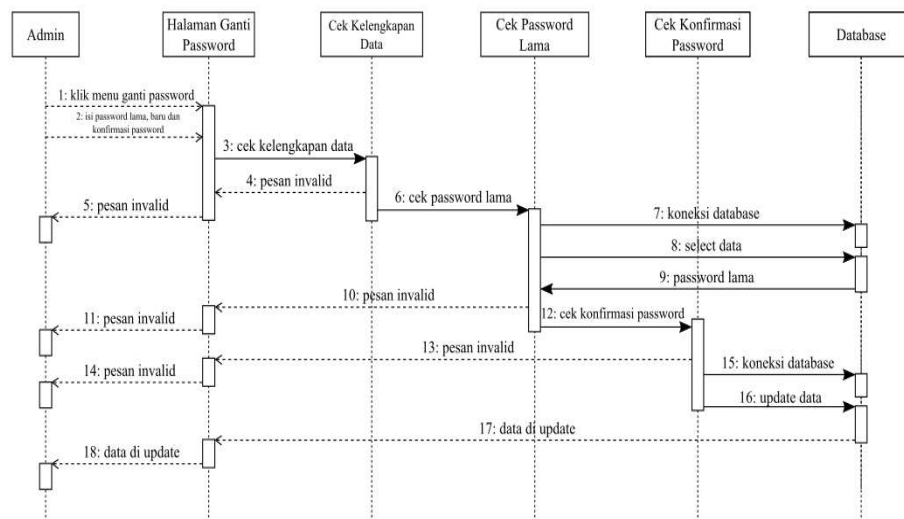 Admin
Halaman Ganti
Password
Cek Kelengkapan
Data
Cek Password
Lama
Cek Konfirmasi
Password
Database
1: klik menu ganti password
2: isi password lama, baru dan
konfirmasi password
3: cek kelengkapan data
4: pesan invalid
5: pesan invalid
6: cek password lama
7: koneksi database
8: select data
9: password lama
10: pesan invalid
11: pesan invalid
12: cek konfirmasi password
13: pesan invalid
14: pesan invalid
15: koneksi database
16: update data
17: data di update
18: data di update